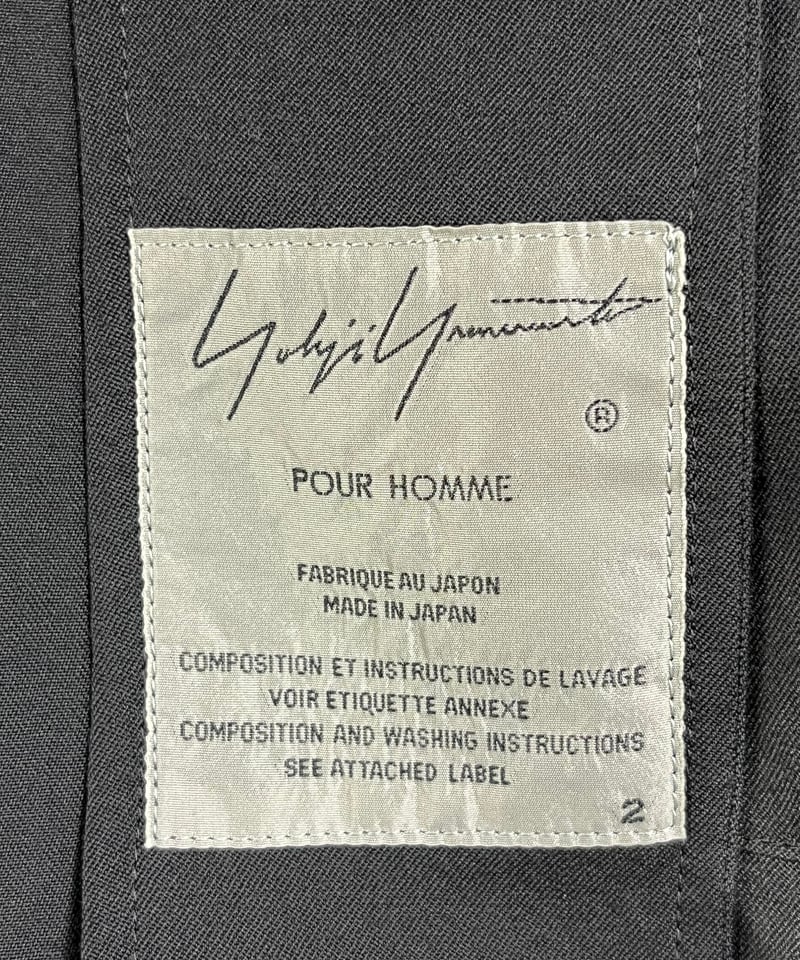 Yohji Yamamoto
®
POUR HOMME
FABRIQUE AU JAPON
MADE IN JAPAN
COMPOSITION ET INSTRUCTIONS DE LAVAGE
VOIR ETIQUETTE ANNEXE
COMPOSITION AND WASHING INSTRUCTIONS
SEE ATTACHED LABEL
2